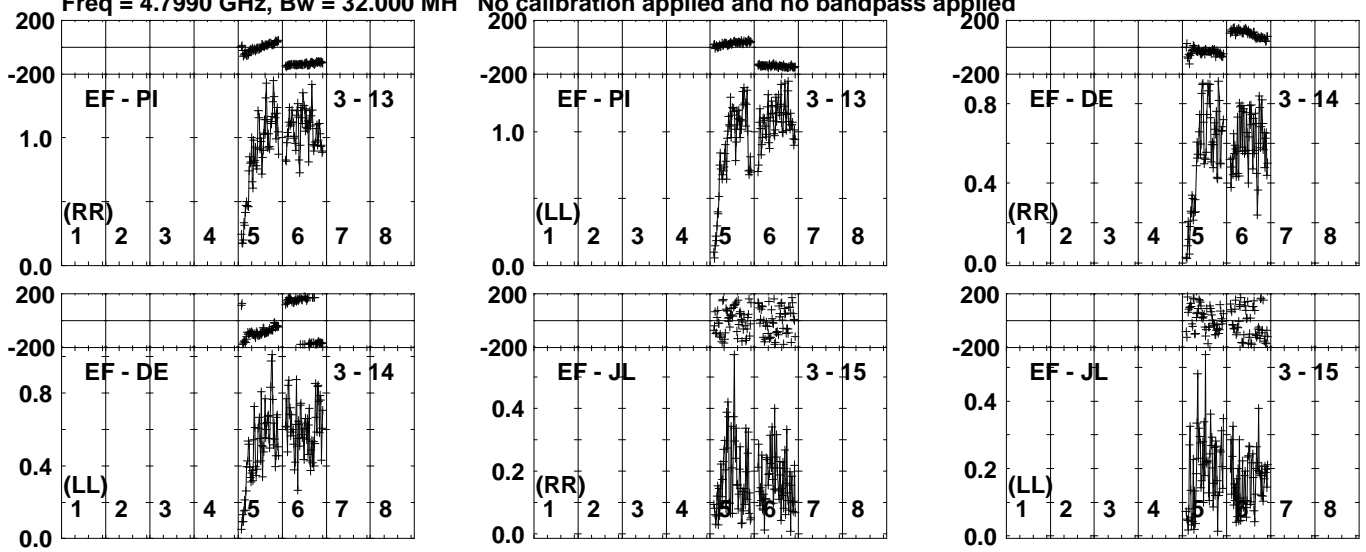 Freq = 4.7990 GHz, Bw = 32.000 MH No calibration applied and no bandpass applied
200
-200
EF - PI 3 - 13
1.0
(RR)
1 2 3 4 5 6 7 8
0.0
EF - PI 3 - 13
200
-200
1.0
(LL)
1 2 3 4 5 6 7 8
0.0
200
-200
EF - DE 3 - 14
0.8
0.4
(RR)
1 2 3 4 5 6 7 8
0.0
200
-200
EF - DE 3 - 14
0.8
0.4
(LL)
1 2 3 4 5 6 7 8
0.0
200
-200
EF - JL 3 - 15
0.4
0.2
(RR)
1 2 3 4 5 6 7 8
0.0
200
-200
EF - JL 3 - 15
0.4
0.2
(LL)
1 2 3 4 5 6 7 8
0.0